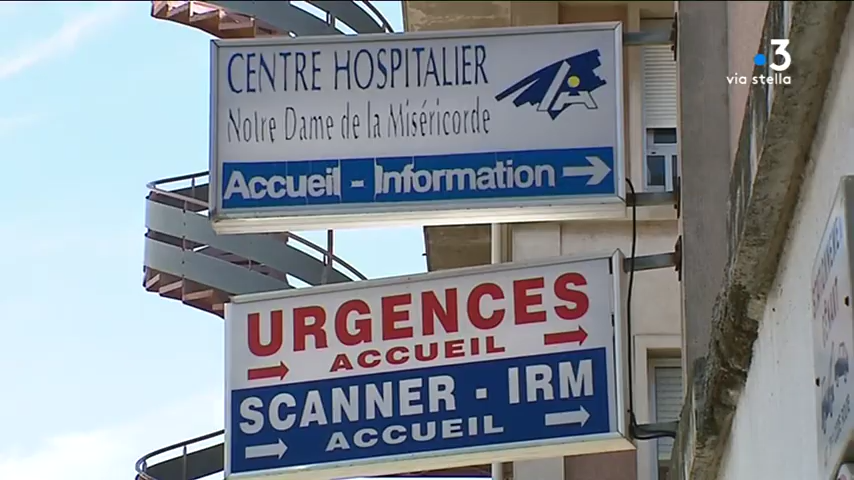 3
via stella
CENTRE HOSPITALIER
Notre Dame de la Miséricorde
Accueil - Information
URGENCES
ACCUEIL
SCANNER - IRM
ACCUEIL